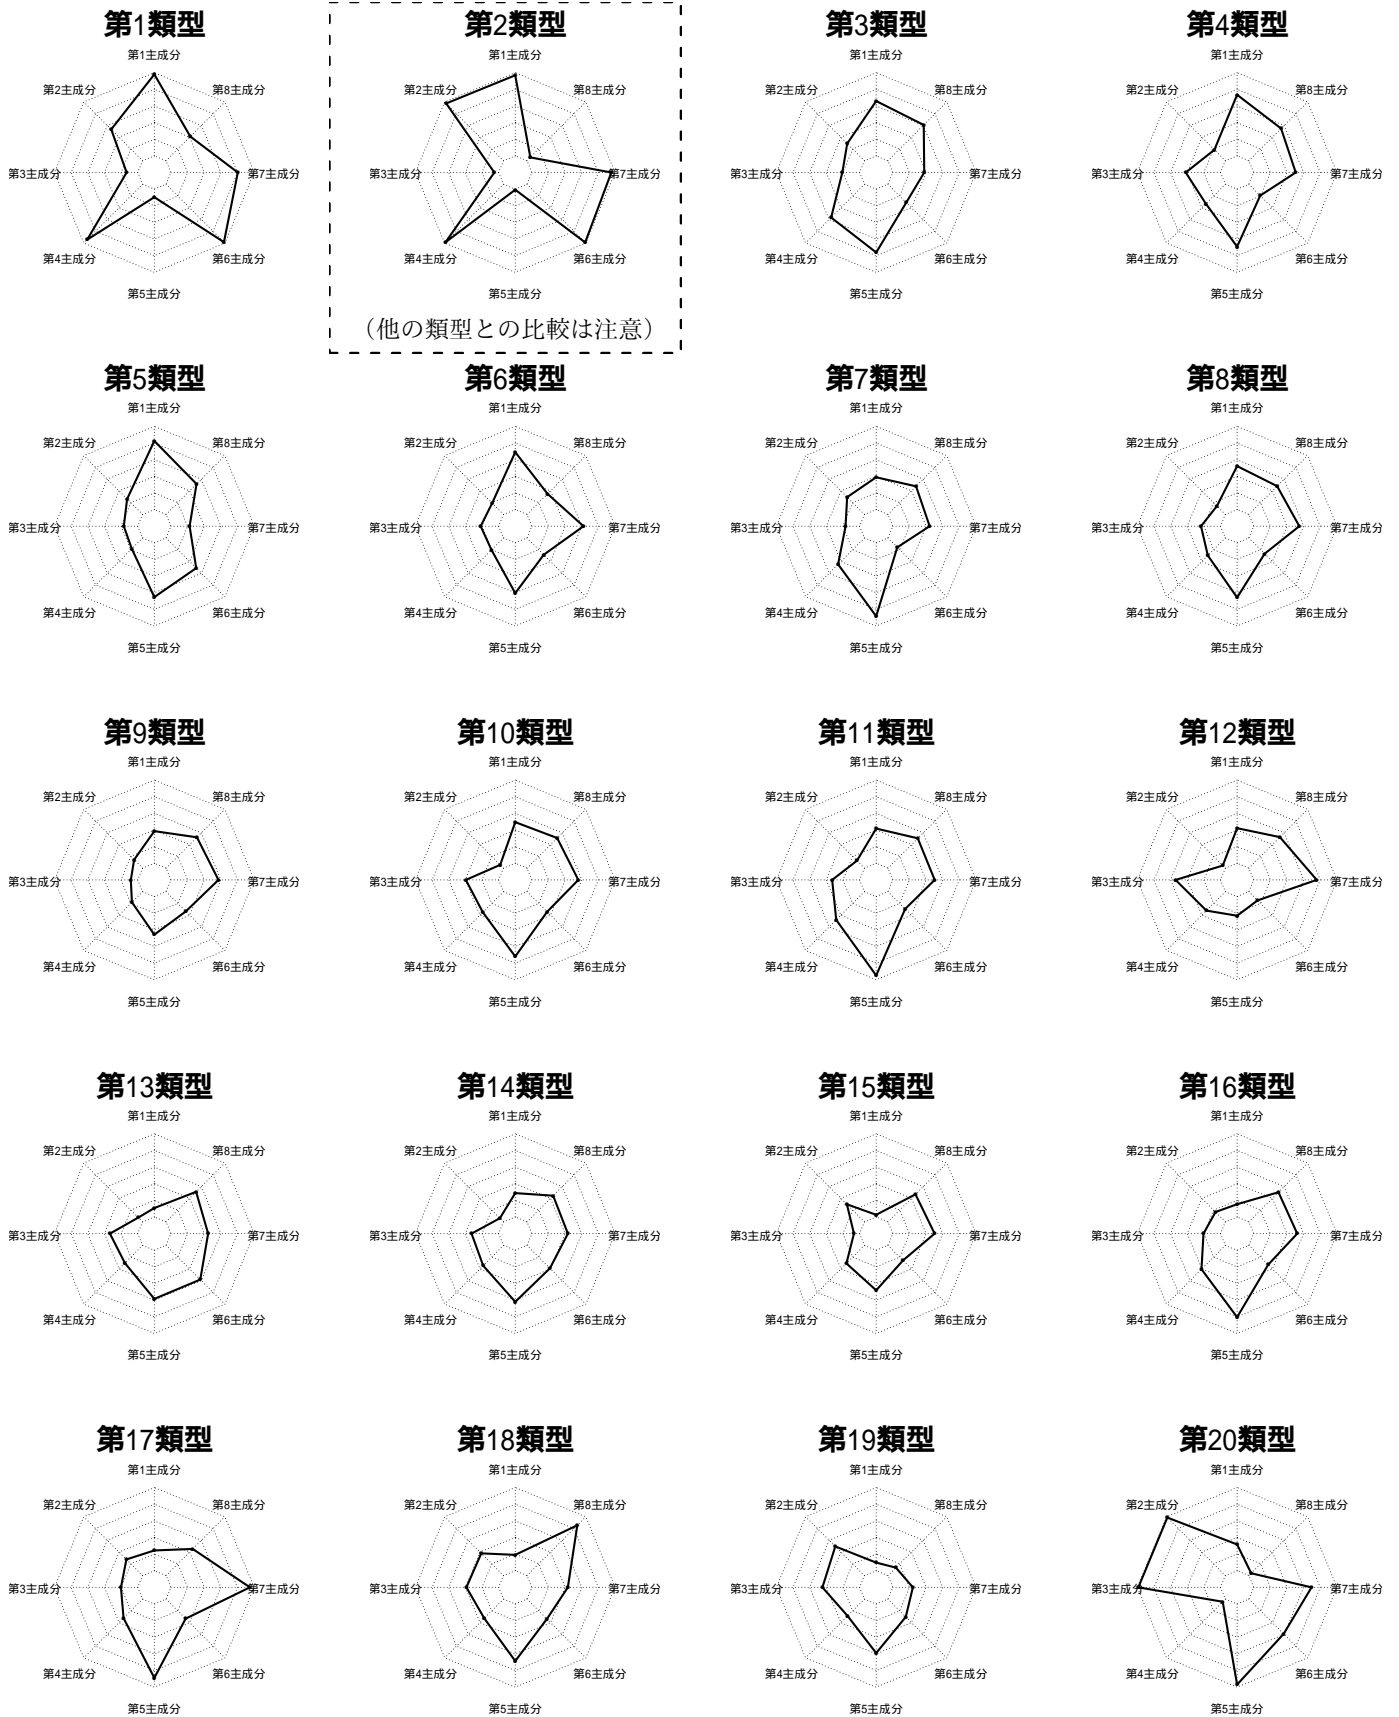 第1類型
第1主成分
第2主成分
第8主成分
第3主成分
第7主成分
第4主成分
第6主成分
第5主成分
第2類型
第1主成分
第2主成分
第8主成分
第3主成分
第7主成分
第4主成分
第6主成分
第5主成分
（他の類型との比較は注意）
第3類型
第1主成分
第2主成分
第8主成分
第3主成分
第7主成分
第4主成分
第6主成分
第5主成分
第4類型
第1主成分
第2主成分
第8主成分
第3主成分
第7主成分
第4主成分
第6主成分
第5主成分
第5類型
第1主成分
第2主成分
第8主成分
第3主成分
第7主成分
第4主成分
第6主成分
第5主成分
第6類型
第1主成分
第2主成分
第8主成分
第3主成分
第7主成分
第4主成分
第6主成分
第5主成分
第7類型
第1主成分
第2主成分
第8主成分
第3主成分
第7主成分
第4主成分
第6主成分
第5主成分
第8類型
第1主成分
第2主成分
第8主成分
第3主成分
第7主成分
第4主成分
第6主成分
第5主成分
第9類型
第1主成分
第2主成分
第8主成分
第3主成分
第7主成分
第4主成分
第6主成分
第5主成分
第10類型
第1主成分
第2主成分
第8主成分
第3主成分
第7主成分
第4主成分
第6主成分
第5主成分
第11類型
第1主成分
第2主成分
第8主成分
第3主成分
第7主成分
第4主成分
第6主成分
第5主成分
第12類型
第1主成分
第2主成分
第8主成分
第3主成分
第7主成分
第4主成分
第6主成分
第5主成分
第13類型
第1主成分
第2主成分
第8主成分
第3主成分
第7主成分
第4主成分
第6主成分
第5主成分
第14類型
第1主成分
第2主成分
第8主成分
第3主成分
第7主成分
第4主成分
第6主成分
第5主成分
第15類型
第1主成分
第2主成分
第8主成分
第3主成分
第7主成分
第4主成分
第6主成分
第5主成分
第16類型
第1主成分
第2主成分
第8主成分
第3主成分
第7主成分
第4主成分
第6主成分
第5主成分
第17類型
第1主成分
第2主成分
第8主成分
第3主成分
第7主成分
第4主成分
第6主成分
第5主成分
第18類型
第1主成分
第2主成分
第8主成分
第3主成分
第7主成分
第4主成分
第6主成分
第5主成分
第19類型
第1主成分
第2主成分
第8主成分
第3主成分
第7主成分
第4主成分
第6主成分
第5主成分
第20類型
第1主成分
第2主成分
第8主成分
第3主成分
第7主成分
第4主成分
第6主成分
第5主成分